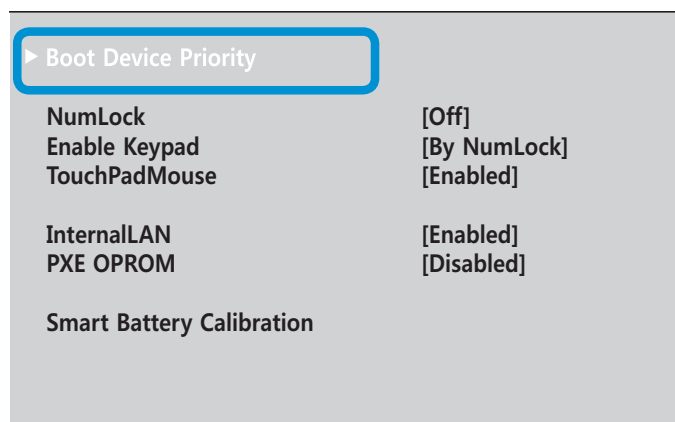 Boot Device Priority
NumLock [Off]
Enable Keypad [By NumLock]
TouchPadMouse [Enabled]
InternalLAN [Enabled]
PXE OPROM [Disabled]
Smart Battery Calibration